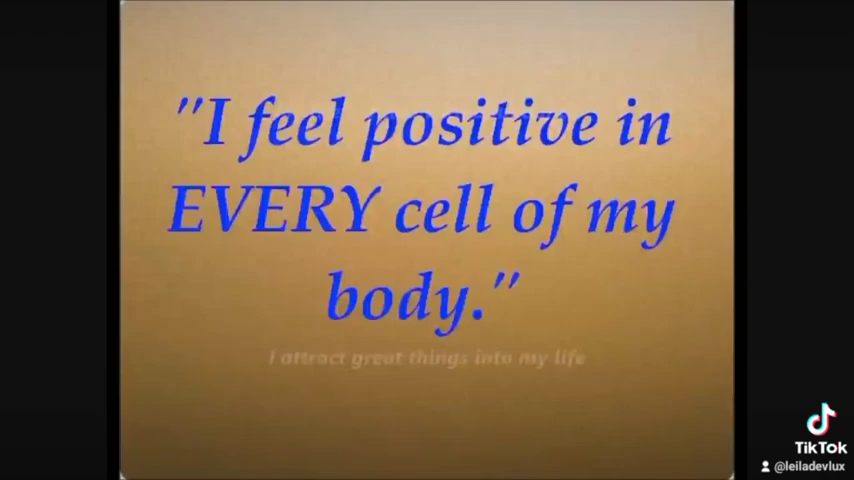 "I feel positive in
EVERY cell of my
body."
I attract great things into my life
TikTok
@leiladevlux